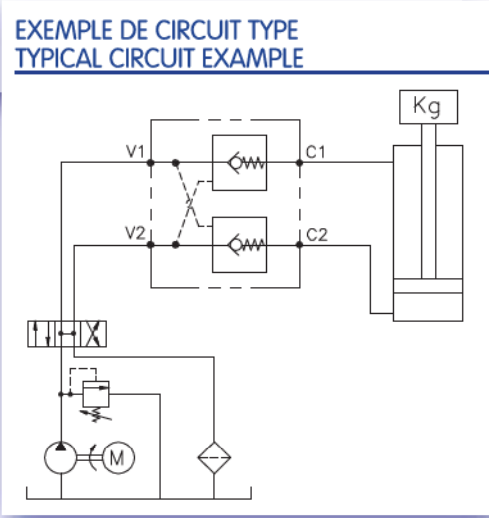 EXEMPLE DE CIRCUIT TYPE
TYPICAL CIRCUIT EXAMPLE
Kg
V1
C1
V2
C2
M